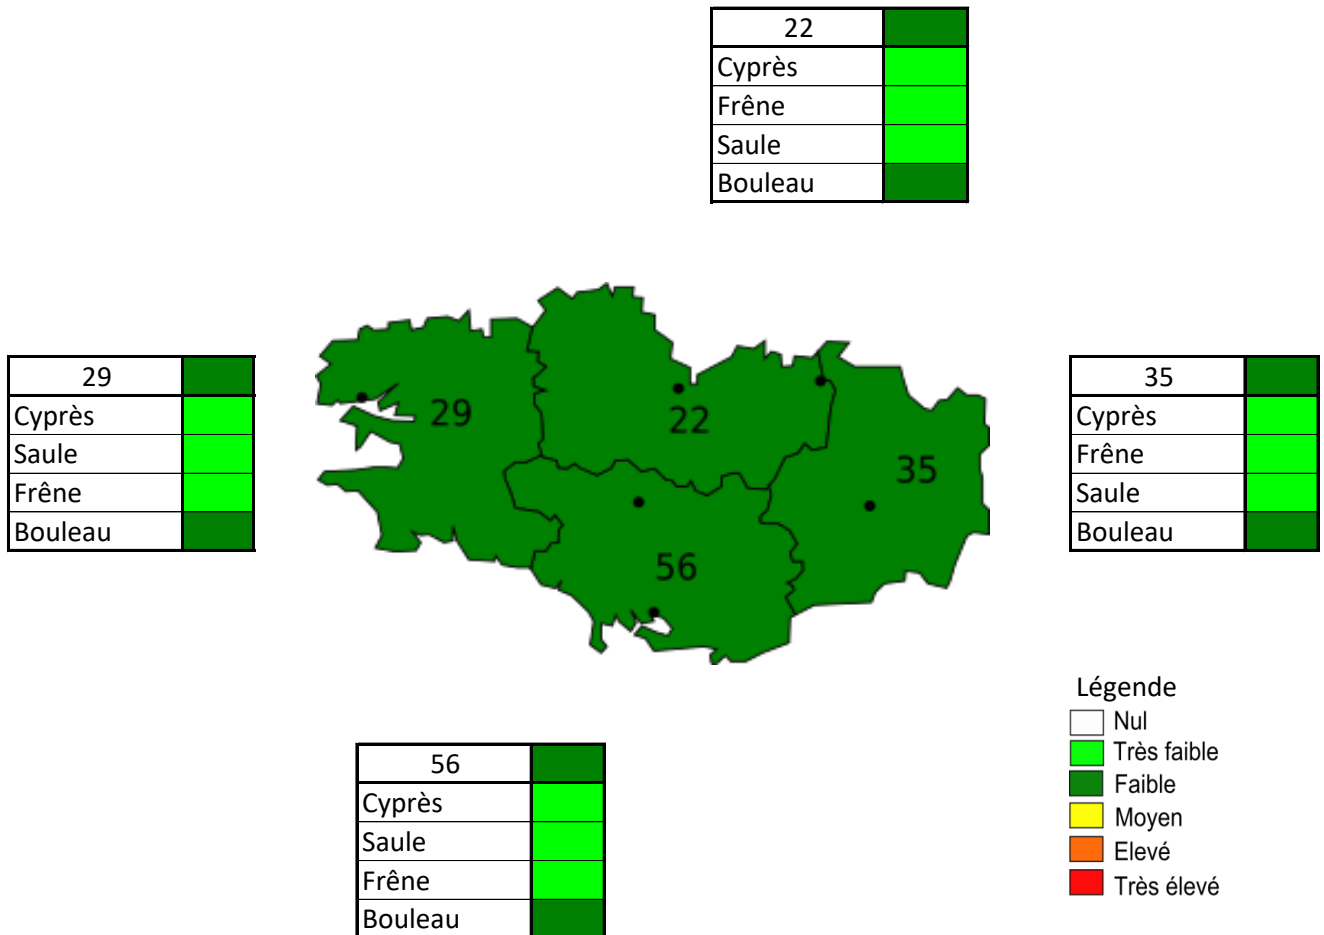 22
Cyprès
Frêne
Saule
Bouleau
29
Cyprès
Saule
Frêne
Bouleau
29
22
35
56
35
Cyprès
Frêne
Saule
Bouleau
56
Cyprès
Saule
Frêne
Bouleau
Légende
Nul
Très faible
Faible
Moyen
Elevé
Très élevé